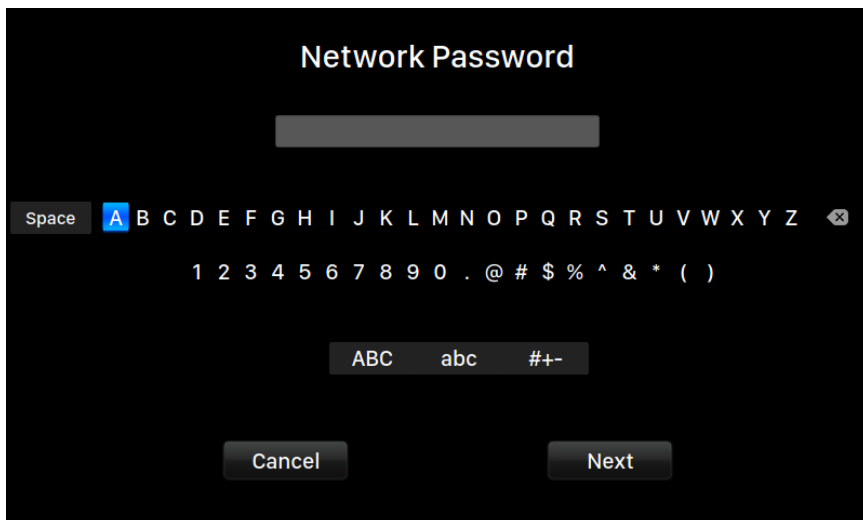 Network Password
Space A B C D E F G H I J K L M N O P Q R S T U V W X Y Z
1 2 3 4 5 6 7 8 9 0 . @ # $ % ^ & * ( )
ABC abc #+-
Cancel Next